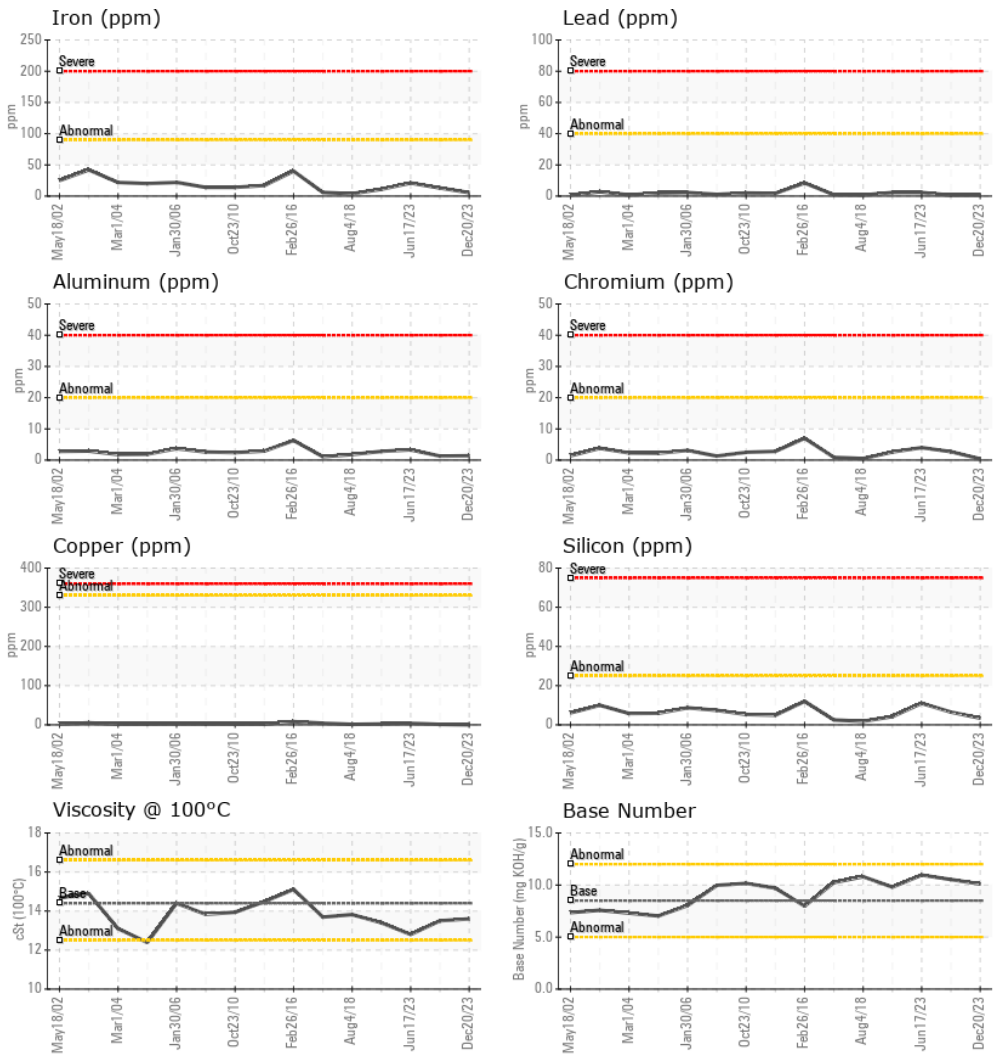 Iron (ppm)
250
200
150
100
50
0
ppm
Severe
Abnormal
May18/02
Mar1/04
Jan30/06
Oct23/10
Feb26/16
Aug4/18
Jun17/23
Dec20/23
Lead (ppm)
100
80
60
40
20
0
ppm
Severe
Abnormal
May18/02
Mar1/04
Jan30/06
Oct23/10
Feb26/16
Aug4/18
Jun17/23
Dec20/23
Aluminum (ppm)
50
40
30
20
10
0
ppm
Severe
Abnormal
May18/02
Mar1/04
Jan30/06
Oct23/10
Feb26/16
Aug4/18
Jun17/23
Dec20/23
Chromium (ppm)
50
40
30
20
10
0
ppm
Severe
Abnormal
May18/02
Mar1/04
Jan30/06
Oct23/10
Feb26/16
Aug4/18
Jun17/23
Dec20/23
Copper (ppm)
400
300
200
100
0
ppm
Severe
Abnormal
May18/02
Mar1/04
Jan30/06
Oct23/10
Feb26/16
Aug4/18
Jun17/23
Dec20/23
Silicon (ppm)
80
60
40
20
0
ppm
Severe
Abnormal
May18/02
Mar1/04
Jan30/06
Oct23/10
Feb26/16
Aug4/18
Jun17/23
Dec20/23
Viscosity @ 100°C
18
16
14
12
10
cSt (100°C)
Abnormal
Base
Abnormal
May18/02
Mar1/04
Jan30/06
Oct23/10
Feb26/16
Aug4/18
Jun17/23
Dec20/23
Base Number
15.0
10.0
5.0
0.0
Base Number (mg KOH/g)
Abnormal
Base
Abnormal
May18/02
Mar1/04
Jan30/06
Oct23/10
Feb26/16
Aug4/18
Jun17/23
Dec20/23